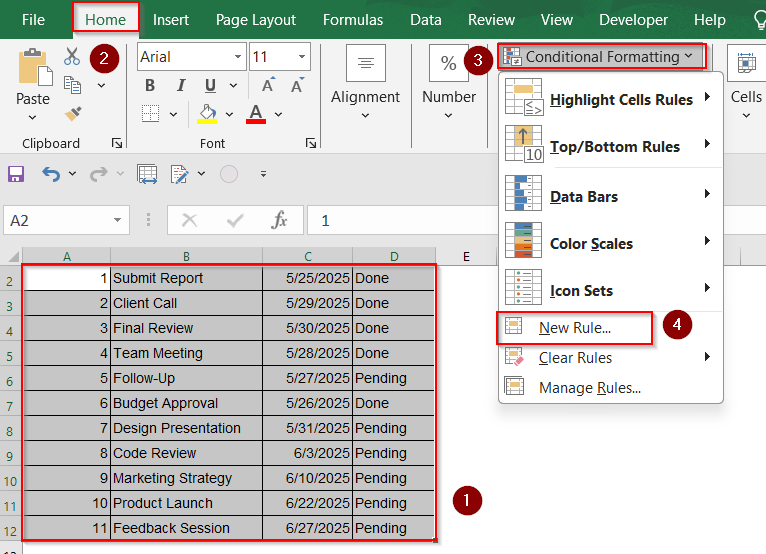 File Home Insert Page Layout Formulas Data Review View Developer Help
2 3
Arial 11 % Conditional Formatting
Paste B I U A A Alignment Number Cells
A
Clipboard Font
Highlight Cells Rules
Top/Bottom Rules
10
Data Bars
Color Scales
Icon Sets
New Rule... 4
Clear Rules
Manage Rules...
A2 fx 1
A B C D E
2 1 Submit Report 5/25/2025 Done
3 2 Client Call 5/29/2025 Done
4 3 Final Review 5/30/2025 Done
5 4 Team Meeting 5/28/2025 Done
6 5 Follow-Up 5/27/2025 Pending
7 6 Budget Approval 5/26/2025 Done
8 7 Design Presentation 5/31/2025 Pending
9 8 Code Review 6/3/2025 Pending
10 9 Marketing Strategy 6/10/2025 Pending
11 10 Product Launch 6/22/2025 Pending
12 11 Feedback Session 6/27/2025 Pending
1